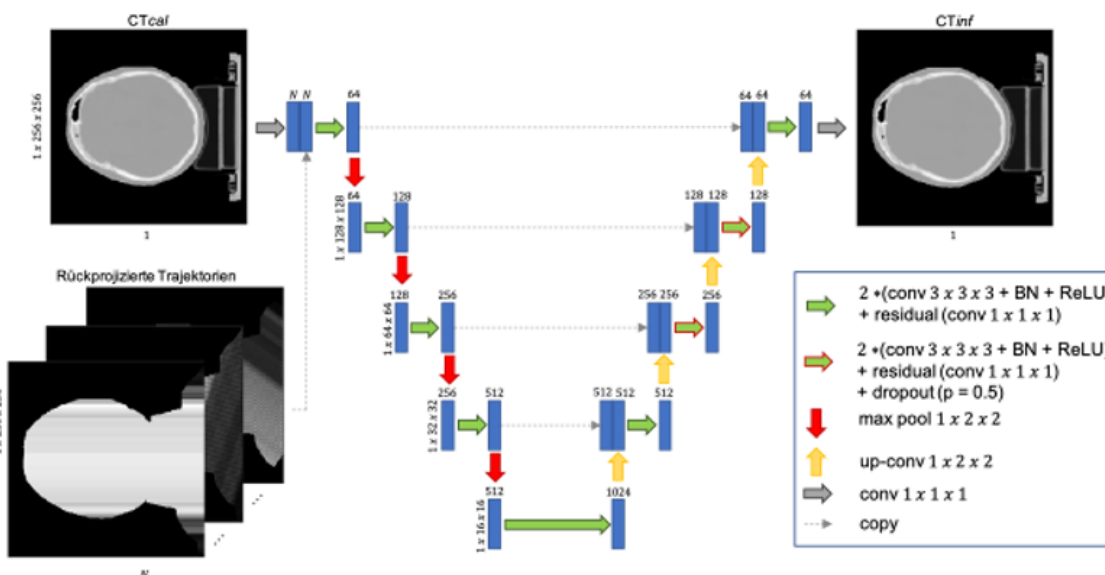 CTcal
CTinf
1 x 256 x 256
1
1
N N
64
64 64
64
64
128
1 x 128 x 128
128 128
128
128
256
1 x 64 x 64
256 256
256
256
512
1 x 32 x 32
512 512
512
512
1024
1 x 16 x 16
Rückprojizierte Trajektorien
N
2 *(conv 3 x 3 x 3 + BN + ReLU)
+ residual (conv 1 x 1 x 1)
2 *(conv 3 x 3 x 3 + BN + ReLU)
+ residual (conv 1 x 1 x 1)
+ dropout (p = 0.5)
max pool 1 x 2 x 2
up-conv 1 x 2 x 2
conv 1 x 1 x 1
copy